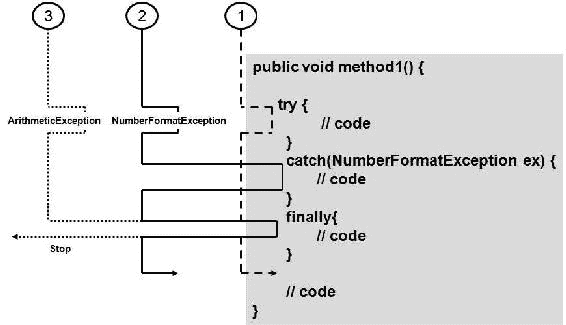 3 2 1
public void method1() {
try {
ArithmeticException NumberFormatException // code
}
catch(NumberFormatException ex) {
// code
}
finally{
// code
Stop }
// code
}